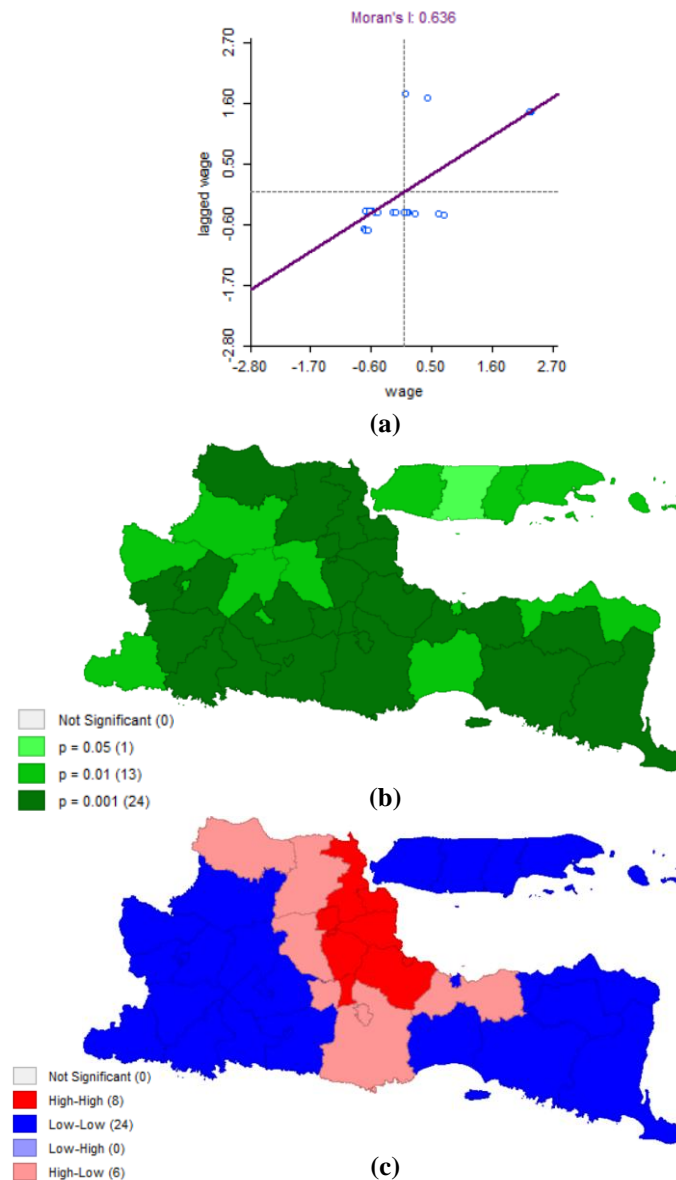 Moran's I: 0.636
2.70
1.60
0.50
-0.60
-1.70
-2.80
lagged wage
-2.80 -1.70 -0.60 0.50 1.60 2.70
wage
(a)
Not Significant (0)
p = 0.05 (1)
p = 0.01 (13)
p = 0.001 (24)
(b)
Not Significant (0)
High-High (8)
Low-Low (24)
Low-High (0)
High-Low (6)
(c)